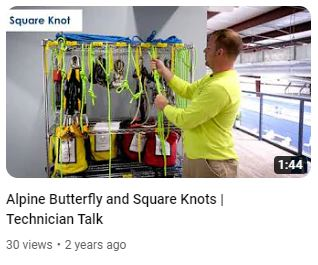 Square Knot
1:44
Alpine Butterfly and Square Knots |
Technician Talk
30 views • 2 years ago